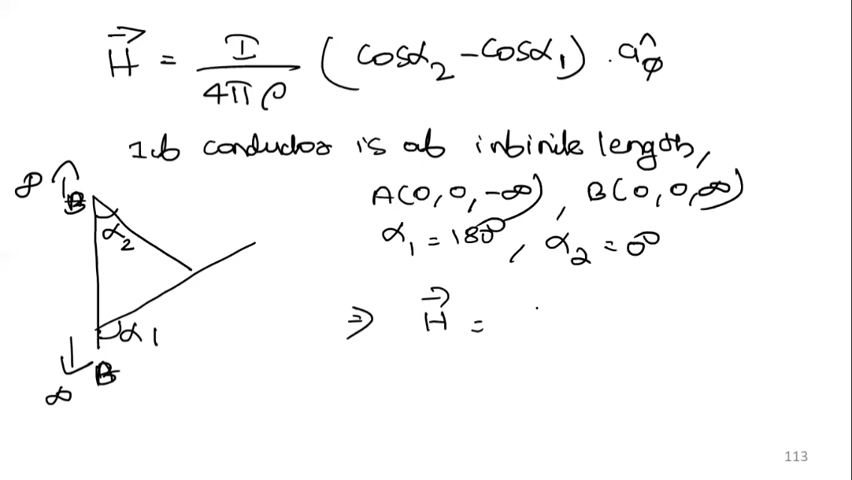 H⃗ = I / 4πρ (cosα₂ - cosα₁) . a^ϕ
If conductor is of infinite length,
A(0, 0, -∞), B(0, 0, ∞)
α₁ = 180°, α₂ = 0°
∞ ↑ B
α₂
α₁
↓ B
∞
⇒ H⃗ =
113